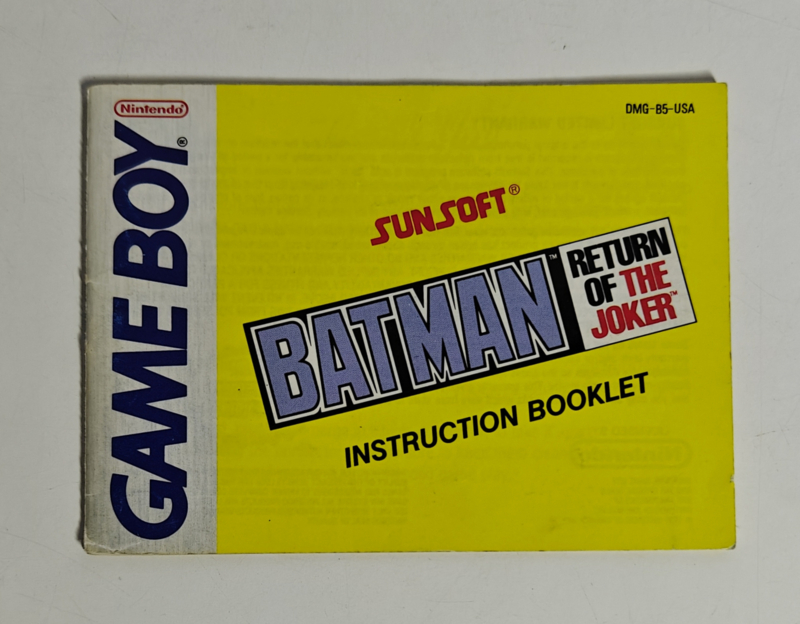 Nintendo®
GAME BOY®
DMG-B5-USA
SUNSOFT®
BATMAN™
RETURN
OF THE
JOKER™
INSTRUCTION BOOKLET